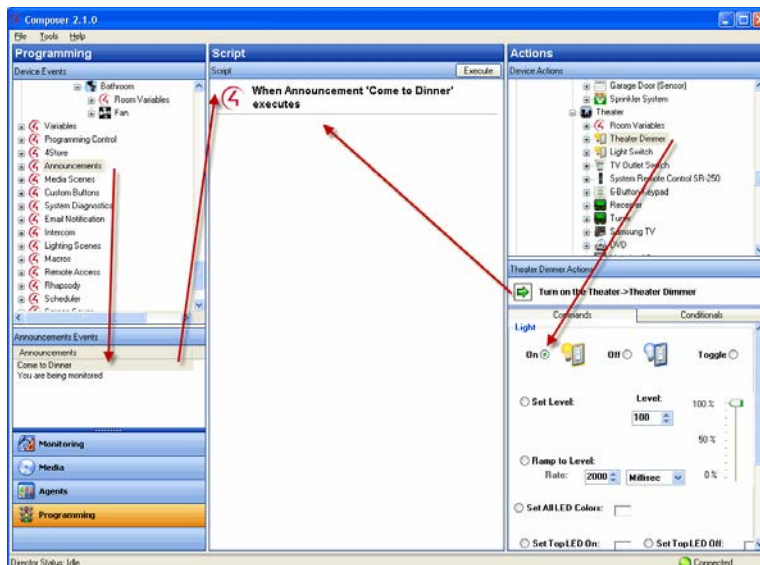 Composer 2.1.0
File Tools Help
Programming
Device Events
Bathroom
Room Variables
Fan
Variables
Programming Control
4Store
Announcements
Media Scenes
Custom Buttons
System Diagnostics
Email Notification
Intercom
Lighting Scenes
Macros
Remote Access
Rhapsody
Scheduler
Announcements Events
Announcements
Come to Dinner
You are being monitored
Monitoring
Media
Agents
Programming
Script
Script Execute
When Announcement 'Come to Dinner'
executes
Actions
Device Actions
Garage Door (Sensor)
Sprinkler System
Theater
Room Variables
Theater Dimmer
Light Switch
TV Outlet Switch
System Remote Control SR-250
6-Button Keypad
Receiver
Tuner
Samsung TV
DVD
Theater Dimmer Actions
Turn on the Theater->Theater Dimmer
Commands Conditionals
Light
On Off Toggle
Set Level: Level: 100 %
100
50 %
Ramp to Level:
Rate: 2000 Millisec 0 %
Set All LED Colors:
Set Top LED On: Set Top LED Off:
Director Status: Idle Connected